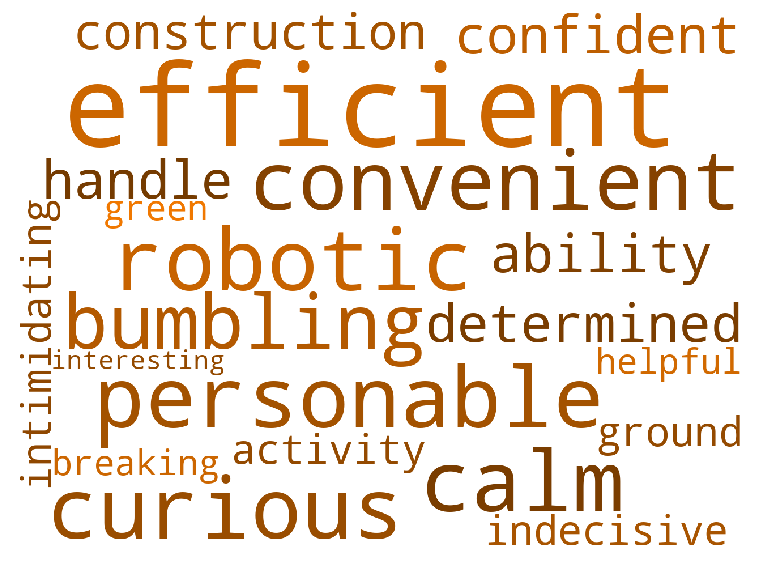 construction
confident
efficient
handle
convenient
green
intimidating
robotic
ability
bumbling
determined
interesting
helpful
personable
ground
breaking
activity
calm
curious
indecisive